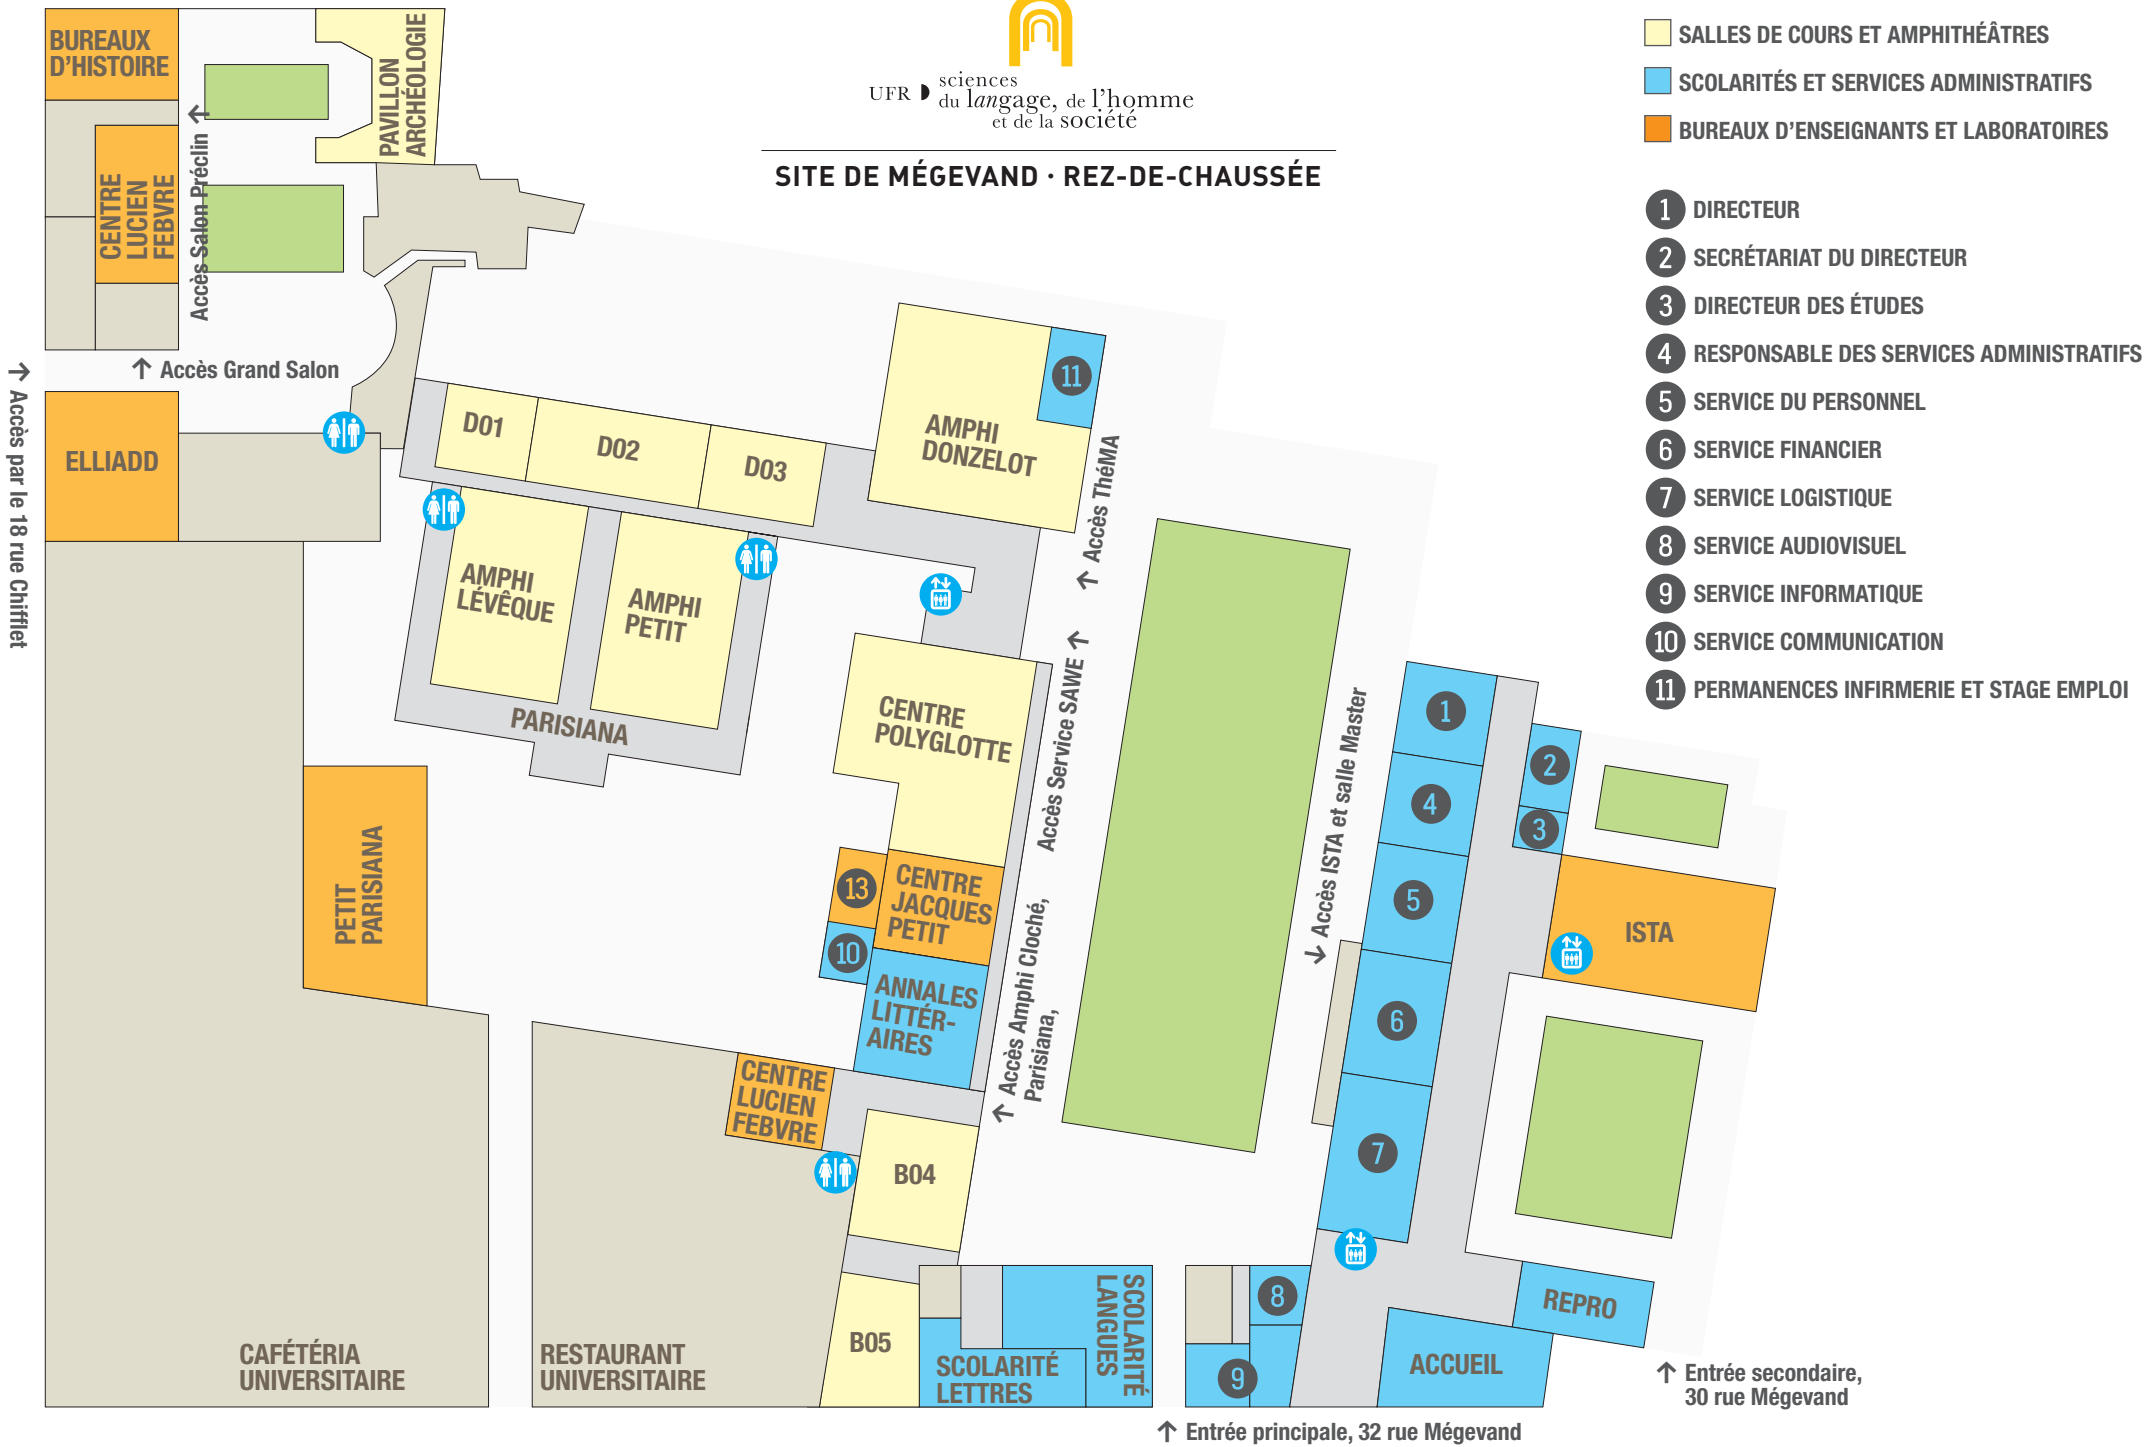 UFR sciences
du langage, de l'homme
et de la société
SITE DE MÉGEVAND · REZ-DE-CHAUSSÉE
SALLES DE COURS ET AMPHITHÉÂTRES
SCOLARITÉS ET SERVICES ADMINISTRATIFS
BUREAUX D'ENSEIGNANTS ET LABORATOIRES
1 DIRECTEUR
2 SECRÉTARIAT DU DIRECTEUR
3 DIRECTEUR DES ÉTUDES
4 RESPONSABLE DES SERVICES ADMINISTRATIFS
5 SERVICE DU PERSONNEL
6 SERVICE FINANCIER
7 SERVICE LOGISTIQUE
8 SERVICE AUDIOVISUEL
9 SERVICE INFORMATIQUE
10 SERVICE COMMUNICATION
11 PERMANENCES INFIRMERIE ET STAGE EMPLOI
BUREAUX
D'HISTOIRE
PAVILLON
ARCHÉOLOGIE
CENTRE
LUCIEN
FEBVRE
Accès Salon Préclin ↑
↑ Accès Grand Salon
→ Accès par le 18 rue Chifflet
ELLIADD
D01
D02
D03
AMPHI
DONZELOT
11
↑ Accès ThéMA
AMPHI
LÉVÊQUE
AMPHI
PETIT
PARISIANA
CENTRE
POLYGLOTTE
Accès Service SAWE ↑
PETIT
PARISIANA
13
CENTRE
JACQUES
PETIT
10
ANNALES
LITTÉR-
AIRES
↑ Accès Amphi Cloché,
Parisiana,
↓ Accès ISTA et salle Master
1
2
4
3
5
ISTA
6
7
CENTRE
LUCIEN
FEBVRE
B04
B05
SCOLARITÉ
LANGUES
SCOLARITÉ
LETTRES
8
9
REPRO
ACCUEIL
CAFÉTÉRIA
UNIVERSITAIRE
RESTAURANT
UNIVERSITAIRE
↑ Entrée secondaire,
30 rue Mégevand
↑ Entrée principale, 32 rue Mégevand